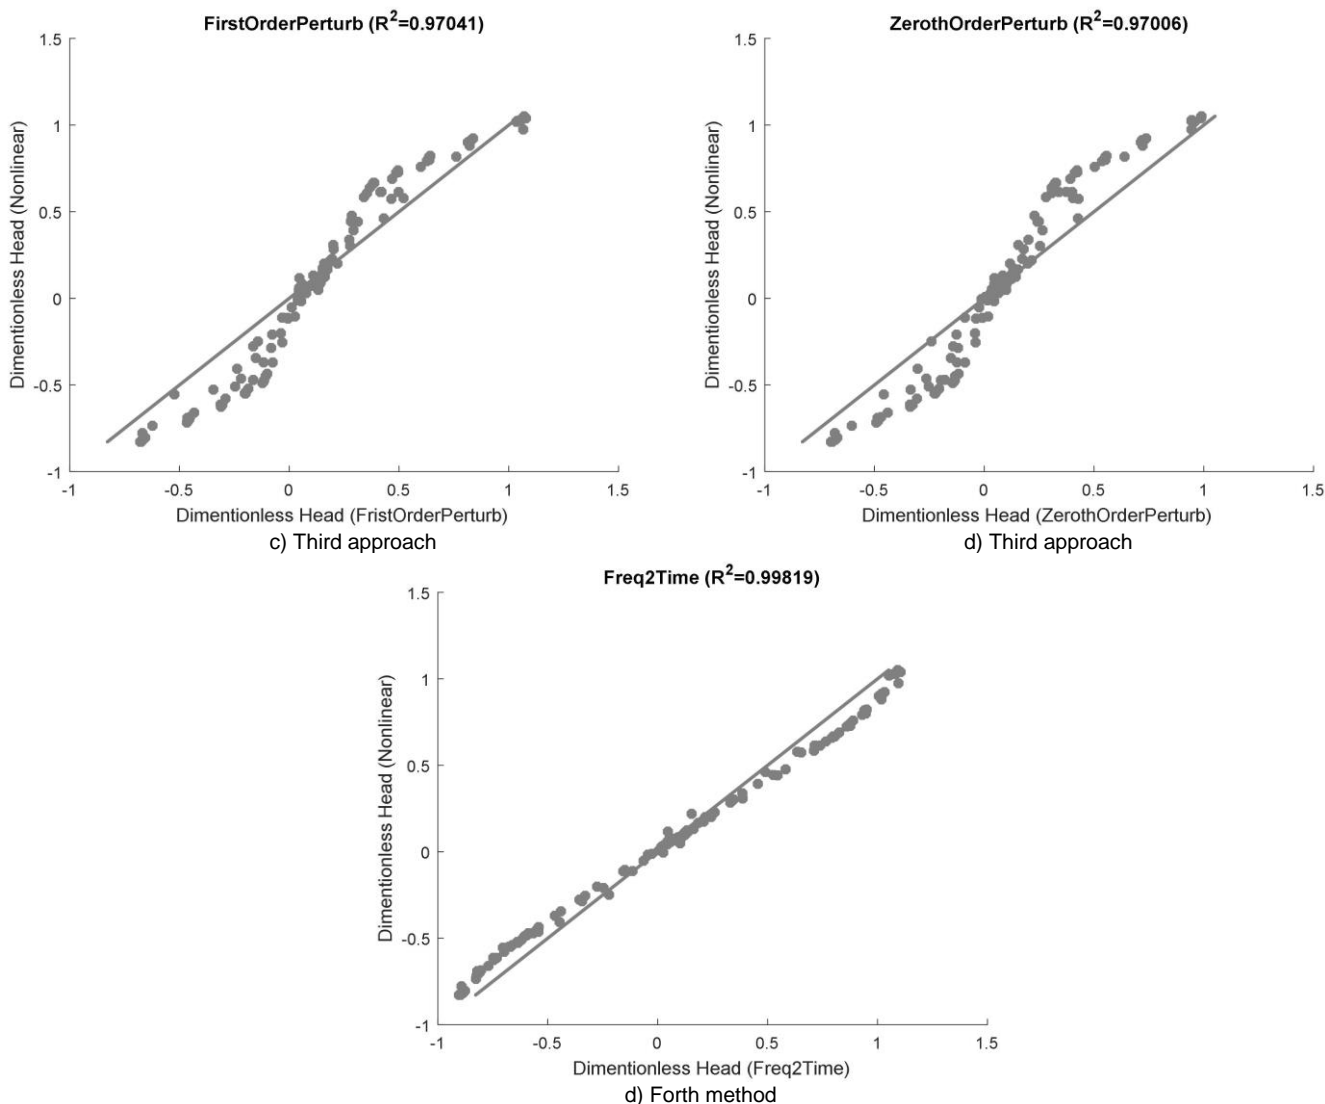 FirstOrderPerturb (R²=0.97041)
1.5
1
0.5
0
-0.5
-1
Dimentionless Head (Nonlinear)
-1 -0.5 0 0.5 1 1.5
Dimentionless Head (FristOrderPerturb)
c) Third approach
ZerothOrderPerturb (R²=0.97006)
1.5
1
0.5
0
-0.5
-1
Dimentionless Head (Nonlinear)
-1 -0.5 0 0.5 1 1.5
Dimentionless Head (ZerothOrderPerturb)
d) Third approach
Freq2Time (R²=0.99819)
1.5
1
0.5
0
-0.5
-1
Dimentionless Head (Nonlinear)
-1 -0.5 0 0.5 1 1.5
Dimentionless Head (Freq2Time)
d) Forth method